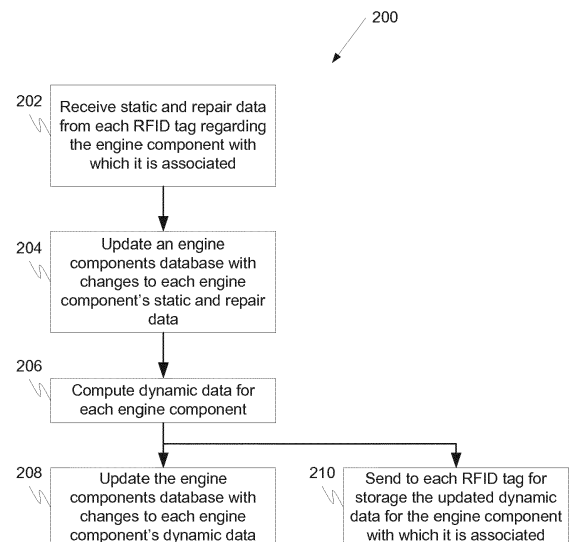 200
202
Receive static and repair data
from each RFID tag regarding
the engine component with
which it is associated
204
Update an engine
components database with
changes to each engine
component's static and repair
data
206
Compute dynamic data for
each engine component
208
Update the engine
components database with
changes to each engine
component's dynamic data
210
Send to each RFID tag for
storage the updated dynamic
data for the engine component
with which it is associated